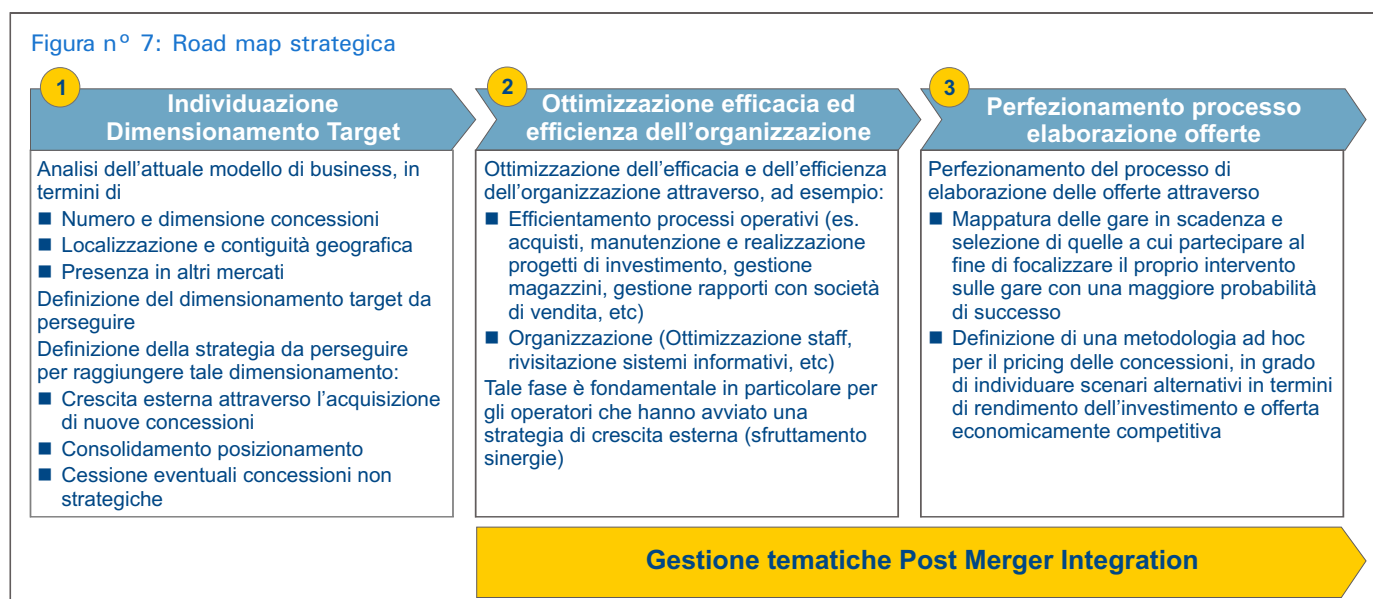 Figura n° 7: Road map strategica
1
Individuazione
Dimensionamento Target
Analisi dell'attuale modello di business, in
termini di
■ Numero e dimensione concessioni
■ Localizzazione e contiguità geografica
■ Presenza in altri mercati
Definizione del dimensionamento target da
perseguire
Definizione della strategia da perseguire
per raggiungere tale dimensionamento:
■ Crescita esterna attraverso l'acquisizione
di nuove concessioni
■ Consolidamento posizionamento
■ Cessione eventuali concessioni non
strategiche
2
Ottimizzazione efficacia ed
efficienza dell'organizzazione
Ottimizzazione dell'efficacia e dell'efficienza
dell'organizzazione attraverso, ad esempio:
■ Efficientamento processi operativi (es.
acquisti, manutenzione e realizzazione
progetti di investimento, gestione
magazzini, gestione rapporti con società
di vendita, etc)
■ Organizzazione (Ottimizzazione staff,
rivisitazione sistemi informativi, etc)
Tale fase è fondamentale in particolare per
gli operatori che hanno avviato una
strategia di crescita esterna (sfruttamento
sinergie)
3
Perfezionamento processo
elaborazione offerte
Perfezionamento del processo di
elaborazione delle offerte attraverso
■ Mappatura delle gare in scadenza e
selezione di quelle a cui partecipare al
fine di focalizzare il proprio intervento
sulle gare con una maggiore probabilità
di successo
■ Definizione di una metodologia ad hoc
per il pricing delle concessioni, in grado
di individuare scenari alternativi in termini
di rendimento dell'investimento e offerta
economicamente competitiva
Gestione tematiche Post Merger Integration